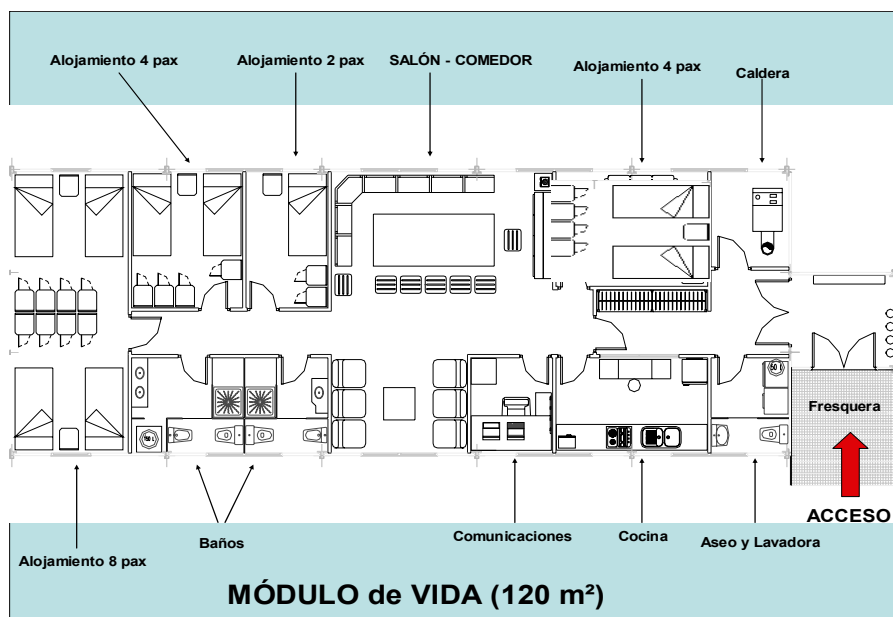 Alojamiento 4 pax
Alojamiento 2 pax
SALÓN - COMEDOR
Alojamiento 4 pax
Caldera
Fresquera
ACCESO
Comunicaciones
Cocina
Aseo y Lavadora
Baños
Alojamiento 8 pax
MÓDULO de VIDA (120 m²)